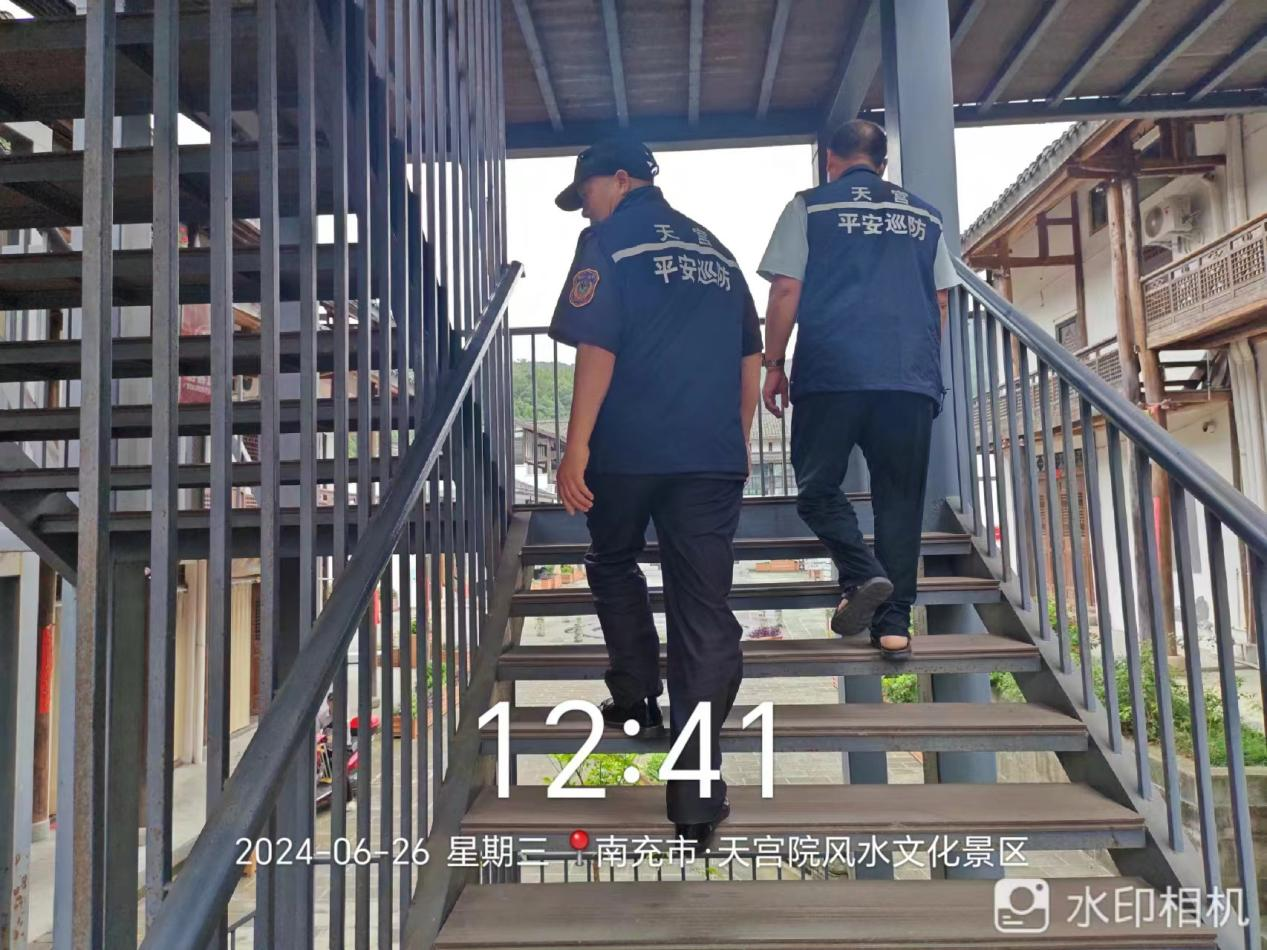 天宫
平安巡防
天宫
平安巡防
12:41
2024-06-26 星期三 📍南充市·天宫院风水文化景区
水印相机